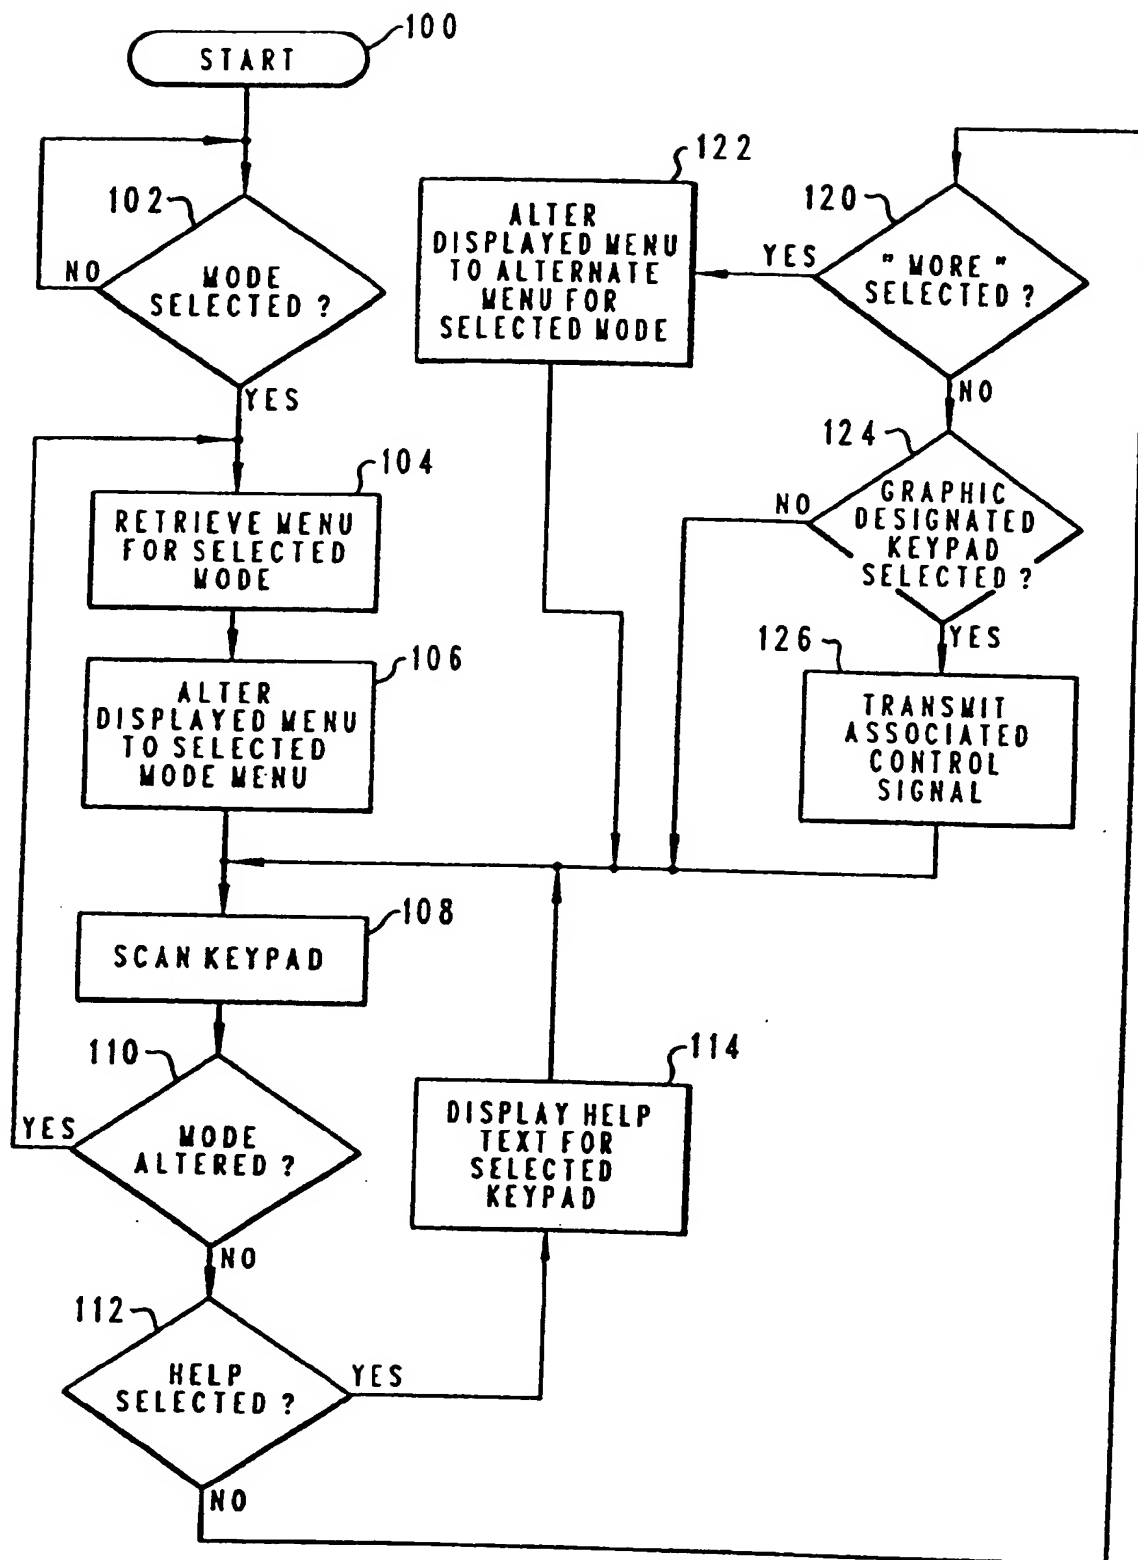 100
START
102
NO
MODE
SELECTED ?
YES
104
RETRIEVE MENU
FOR SELECTED
MODE
106
ALTER
DISPLAYED MENU
TO SELECTED
MODE MENU
108
SCAN KEYPAD
110
YES
MODE
ALTERED ?
NO
112
HELP
SELECTED ?
YES
NO
114
DISPLAY HELP
TEXT FOR
SELECTED
KEYPAD
122
ALTER
DISPLAYED MENU
TO ALTERNATE
MENU FOR
SELECTED MODE
120
YES
" MORE "
SELECTED ?
NO
124
NO
GRAPHIC
DESIGNATED
KEYPAD
SELECTED ?
YES
126
TRANSMIT
ASSOCIATED
CONTROL
SIGNAL